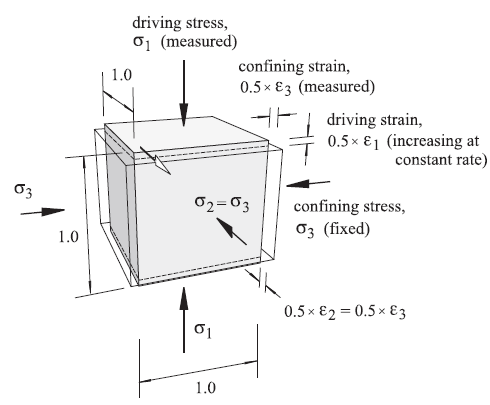 driving stress,
σ1 (measured)
1.0
confining strain,
0.5 × ε3 (measured)
driving strain,
0.5 × ε1 (increasing at
constant rate)
σ3
σ2 = σ3
confining stress,
σ3 (fixed)
1.0
0.5 × ε2 = 0.5 × ε3
σ1
1.0